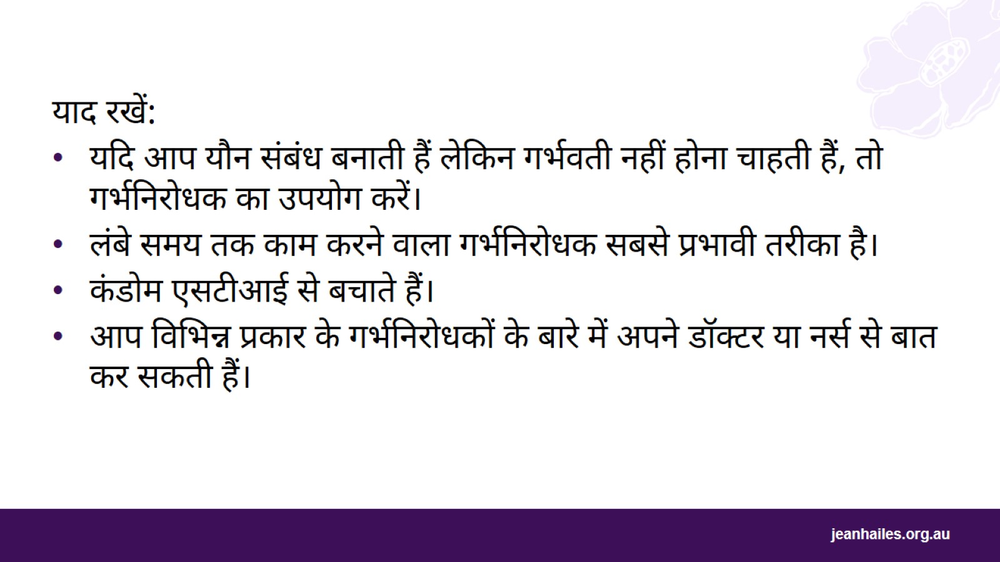 याद रखें:
• यदि आप यौन संबंध बनाती हैं लेकिन गर्भवती नहीं होना चाहती हैं, तो
गर्भनिरोधक का उपयोग करें।
• लंबे समय तक काम करने वाला गर्भनिरोधक सबसे प्रभावी तरीका है।
• कंडोम एसटीआई से बचाते हैं।
• आप विभिन्न प्रकार के गर्भनिरोधकों के बारे में अपने डॉक्टर या नर्स से बात
कर सकती हैं।
jeanhailes.org.au